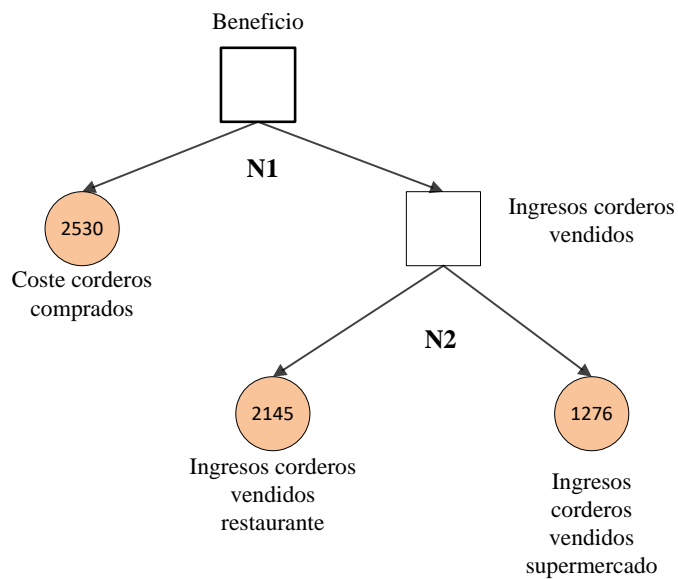 Beneficio
N1
2530
Ingresos corderos
vendidos
Coste corderos
comprados
N2
2145
1276
Ingresos corderos
vendidos
restaurante
Ingresos
corderos
vendidos
supermercado